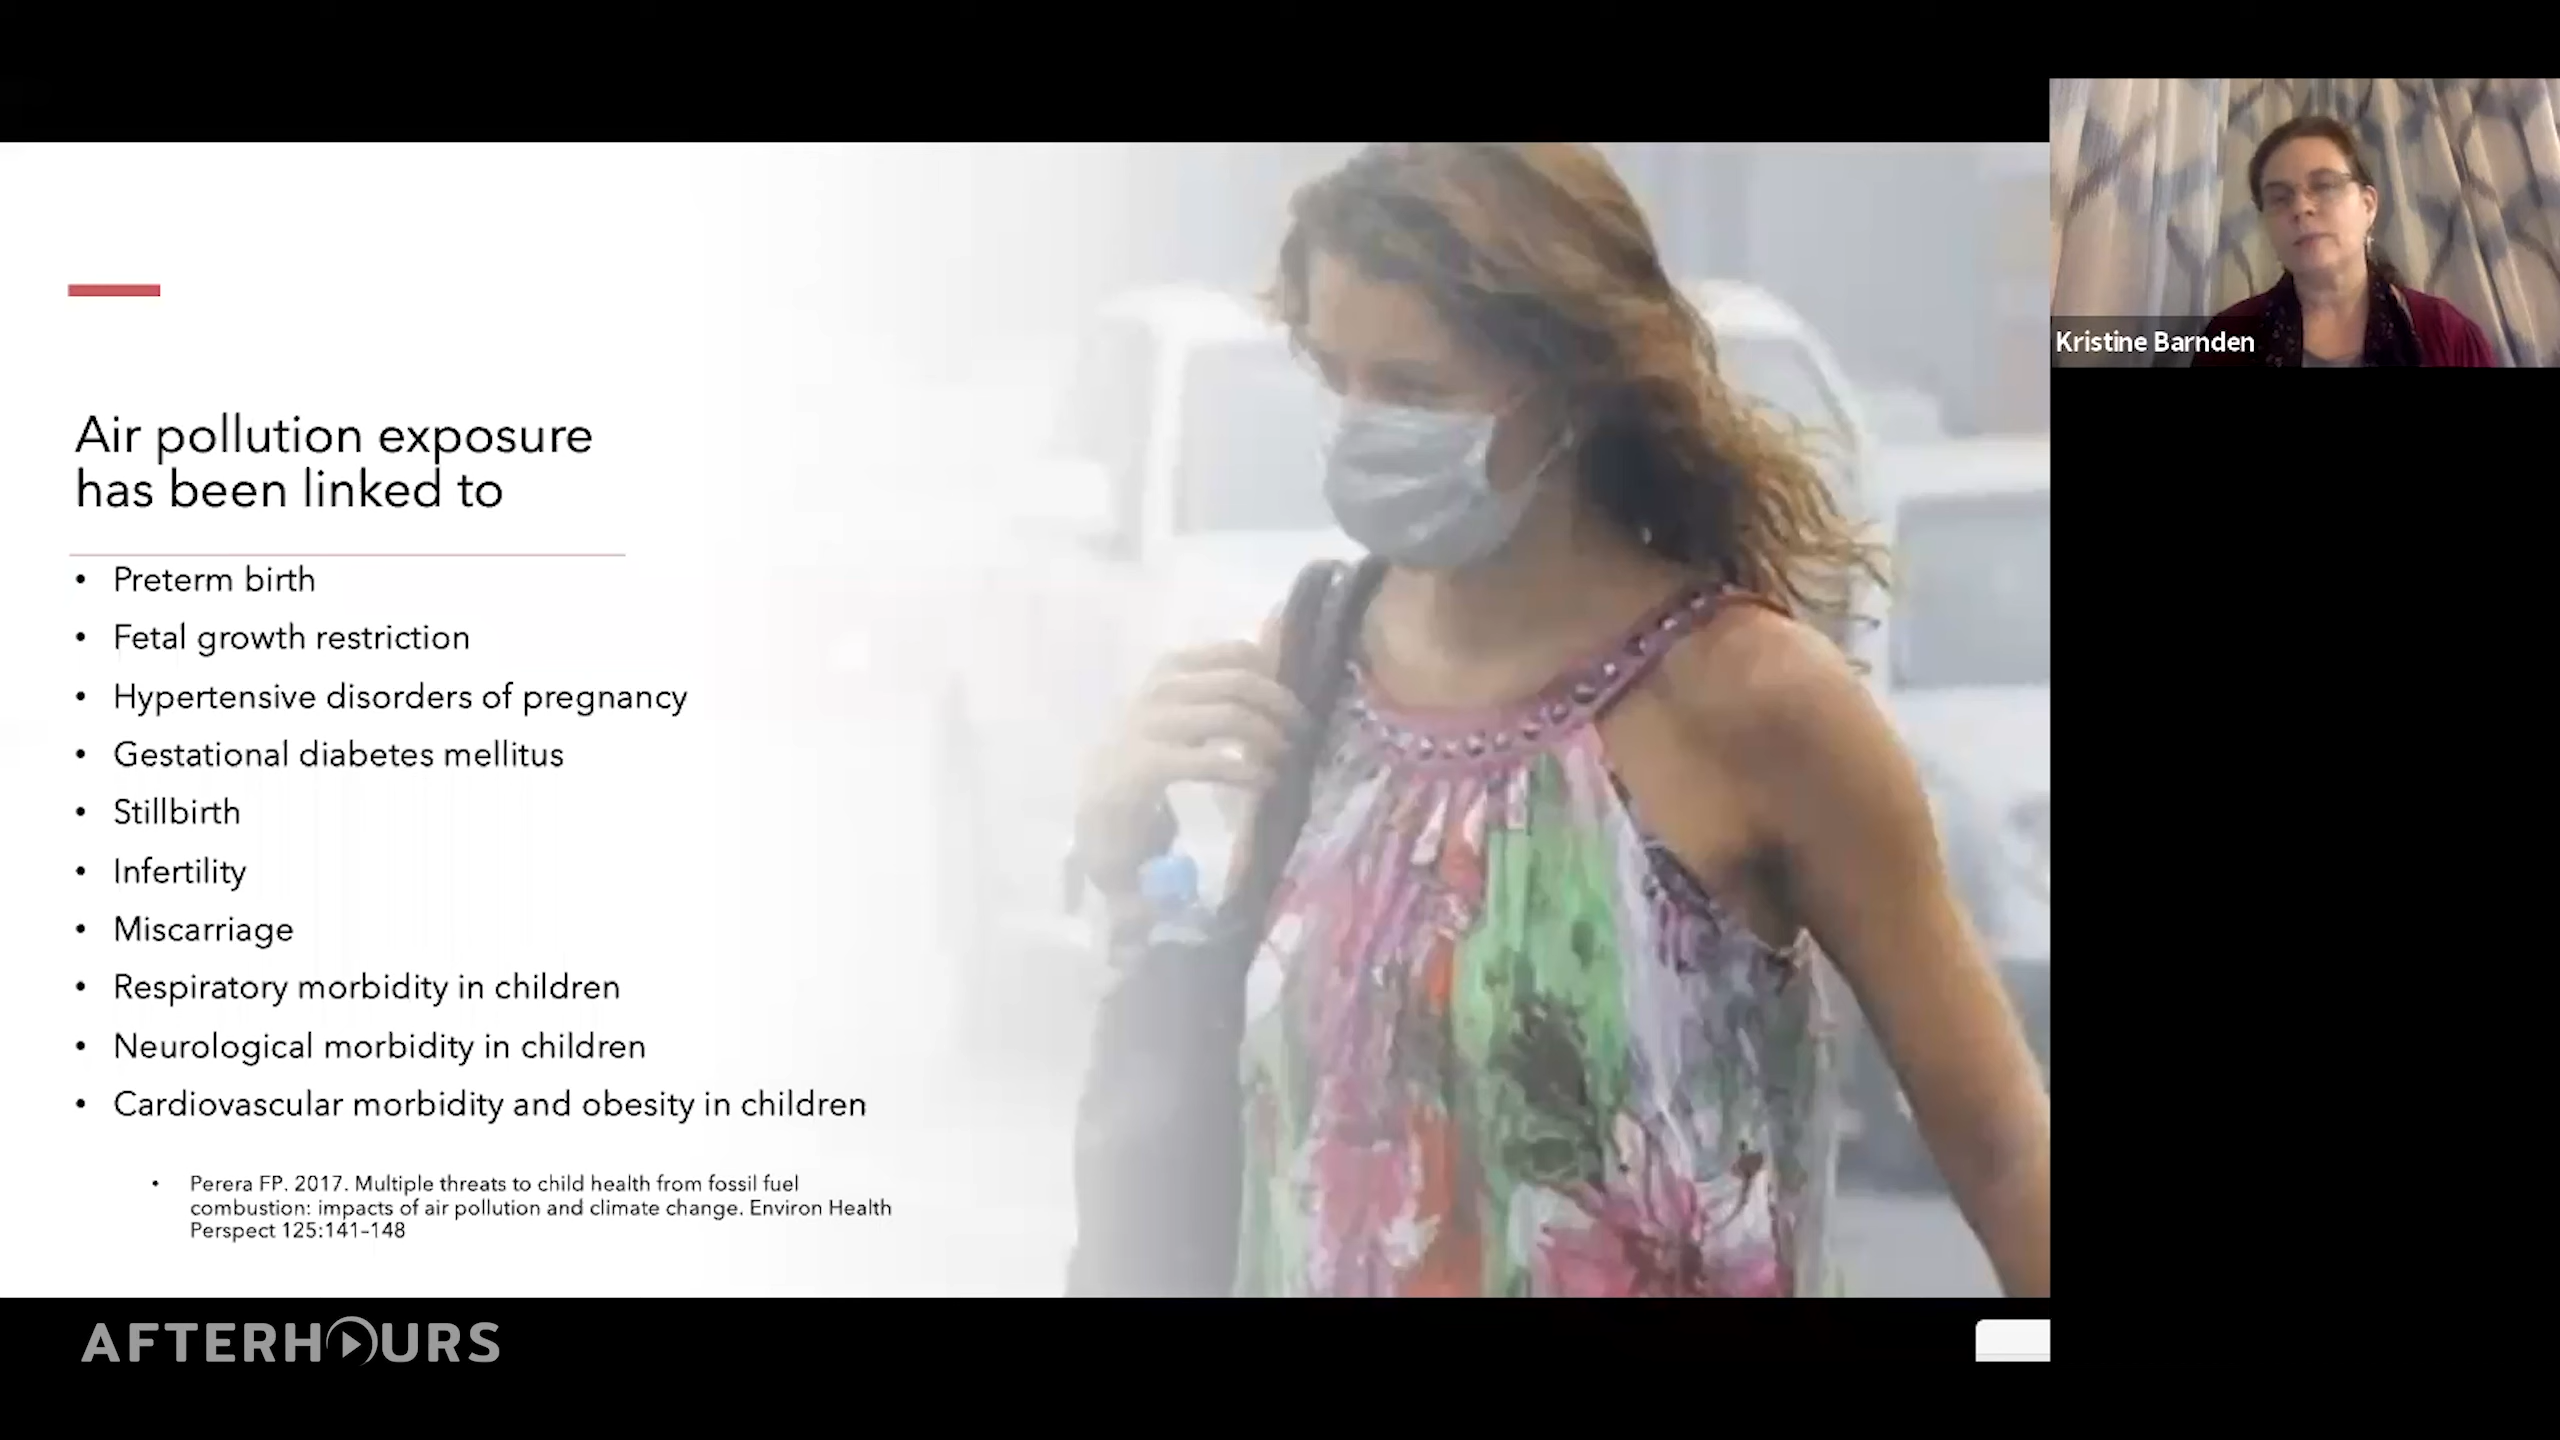 Air pollution exposure
has been linked to
• Preterm birth
• Fetal growth restriction
• Hypertensive disorders of pregnancy
• Gestational diabetes mellitus
• Stillbirth
• Infertility
• Miscarriage
• Respiratory morbidity in children
• Neurological morbidity in children
• Cardiovascular morbidity and obesity in children
• Perera FP. 2017. Multiple threats to child health from fossil fuel
combustion: impacts of air pollution and climate change. Environ Health
Perspect 125:141–148
Kristine Barnden
AFTERHOURS